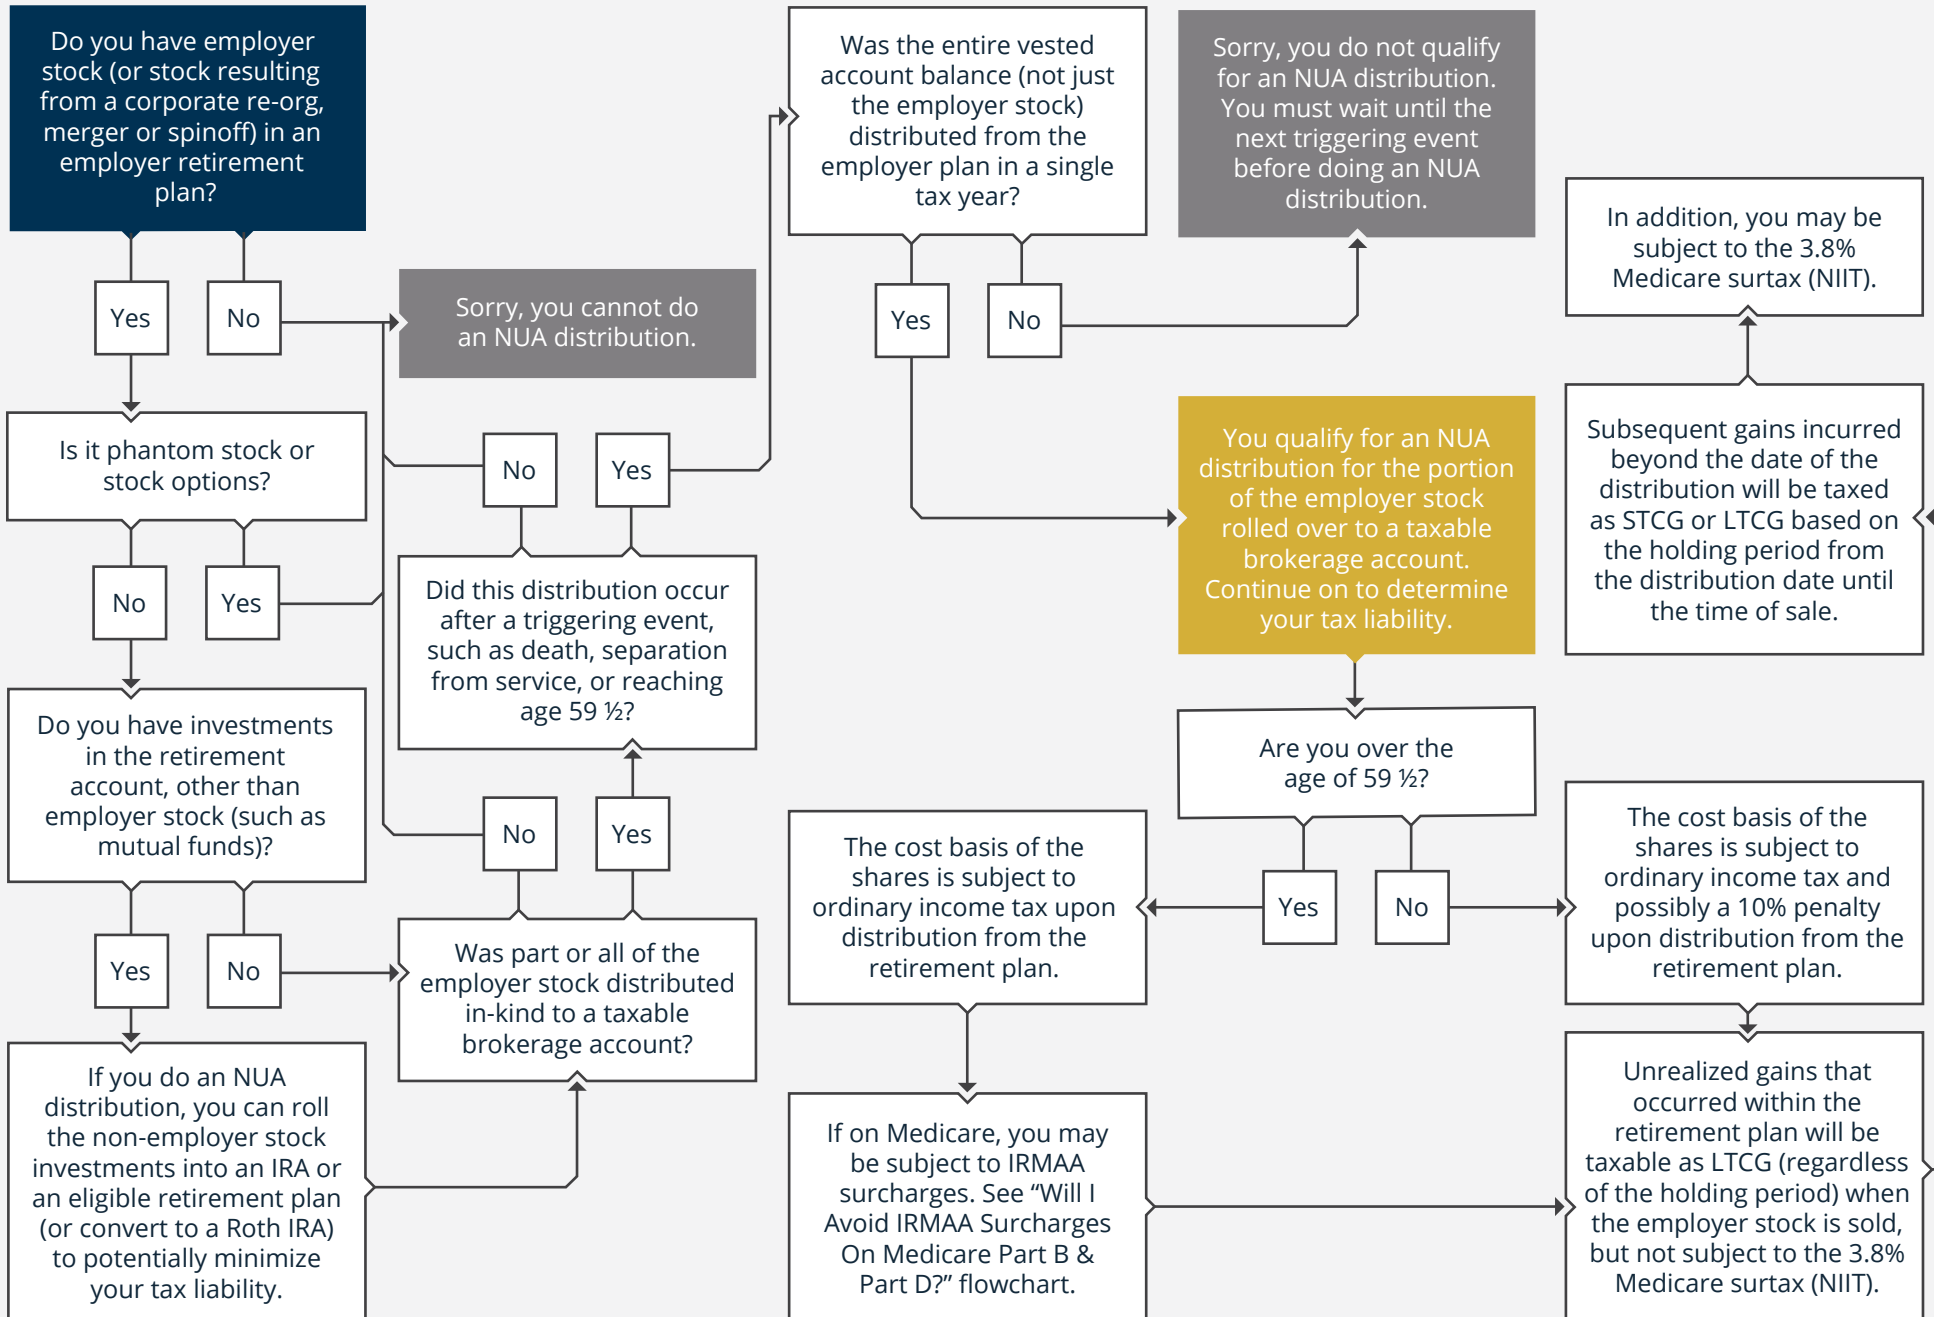 Do you have employer
stock (or stock resulting
from a corporate re-org,
merger or spinoff) in an
employer retirement
plan?
Yes
No
Sorry, you cannot do
an NUA distribution.
Is it phantom stock or
stock options?
No
Yes
Do you have investments
in the retirement
account, other than
employer stock (such as
mutual funds)?
Yes
No
If you do an NUA
distribution, you can roll
the non-employer stock
investments into an IRA or
an eligible retirement plan
(or convert to a Roth IRA)
to potentially minimize
your tax liability.
Was part or all of the
employer stock distributed
in-kind to a taxable
brokerage account?
No
Yes
Did this distribution occur
after a triggering event,
such as death, separation
from service, or reaching
age 59 ½?
No
Yes
Was the entire vested
account balance (not just
the employer stock)
distributed from the
employer plan in a single
tax year?
Yes
No
Sorry, you do not qualify
for an NUA distribution.
You must wait until the
next triggering event
before doing an NUA
distribution.
You qualify for an NUA
distribution for the portion
of the employer stock
rolled over to a taxable
brokerage account.
Continue on to determine
your tax liability.
Are you over the
age of 59 ½?
Yes
No
The cost basis of the
shares is subject to
ordinary income tax upon
distribution from the
retirement plan.
If on Medicare, you may
be subject to IRMAA
surcharges. See “Will I
Avoid IRMAA Surcharges
On Medicare Part B &
Part D?” flowchart.
The cost basis of the
shares is subject to
ordinary income tax and
possibly a 10% penalty
upon distribution from the
retirement plan.
Unrealized gains that
occurred within the
retirement plan will be
taxable as LTCG (regardless
of the holding period) when
the employer stock is sold,
but not subject to the 3.8%
Medicare surtax (NIIT).
Subsequent gains incurred
beyond the date of the
distribution will be taxed
as STCG or LTCG based on
the holding period from
the distribution date until
the time of sale.
In addition, you may be
subject to the 3.8%
Medicare surtax (NIIT).